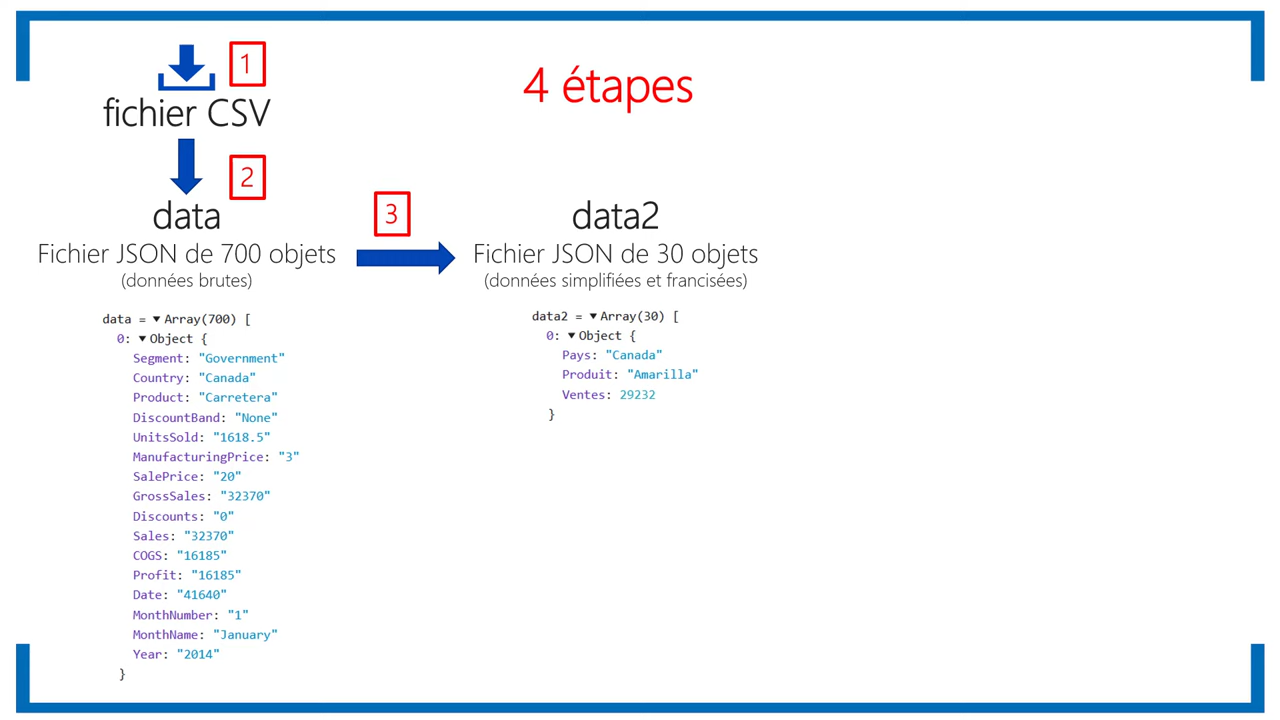 1
4 étapes
fichier CSV
2
3
data
Fichier JSON de 700 objets
(données brutes)
data = ▼Array(700) [
0: ▼Object {
Segment: "Government"
Country: "Canada"
Product: "Carretera"
DiscountBand: "None"
UnitsSold: "1618.5"
ManufacturingPrice: "3"
SalePrice: "20"
GrossSales: "32370"
Discounts: "0"
Sales: "32370"
COGS: "16185"
Profit: "16185"
Date: "41640"
MonthNumber: "1"
MonthName: "January"
Year: "2014"
}
data2
Fichier JSON de 30 objets
(données simplifiées et francisées)
data2 = ▼Array(30) [
0: ▼Object {
Pays: "Canada"
Produit: "Amarilla"
Ventes: 29232
}